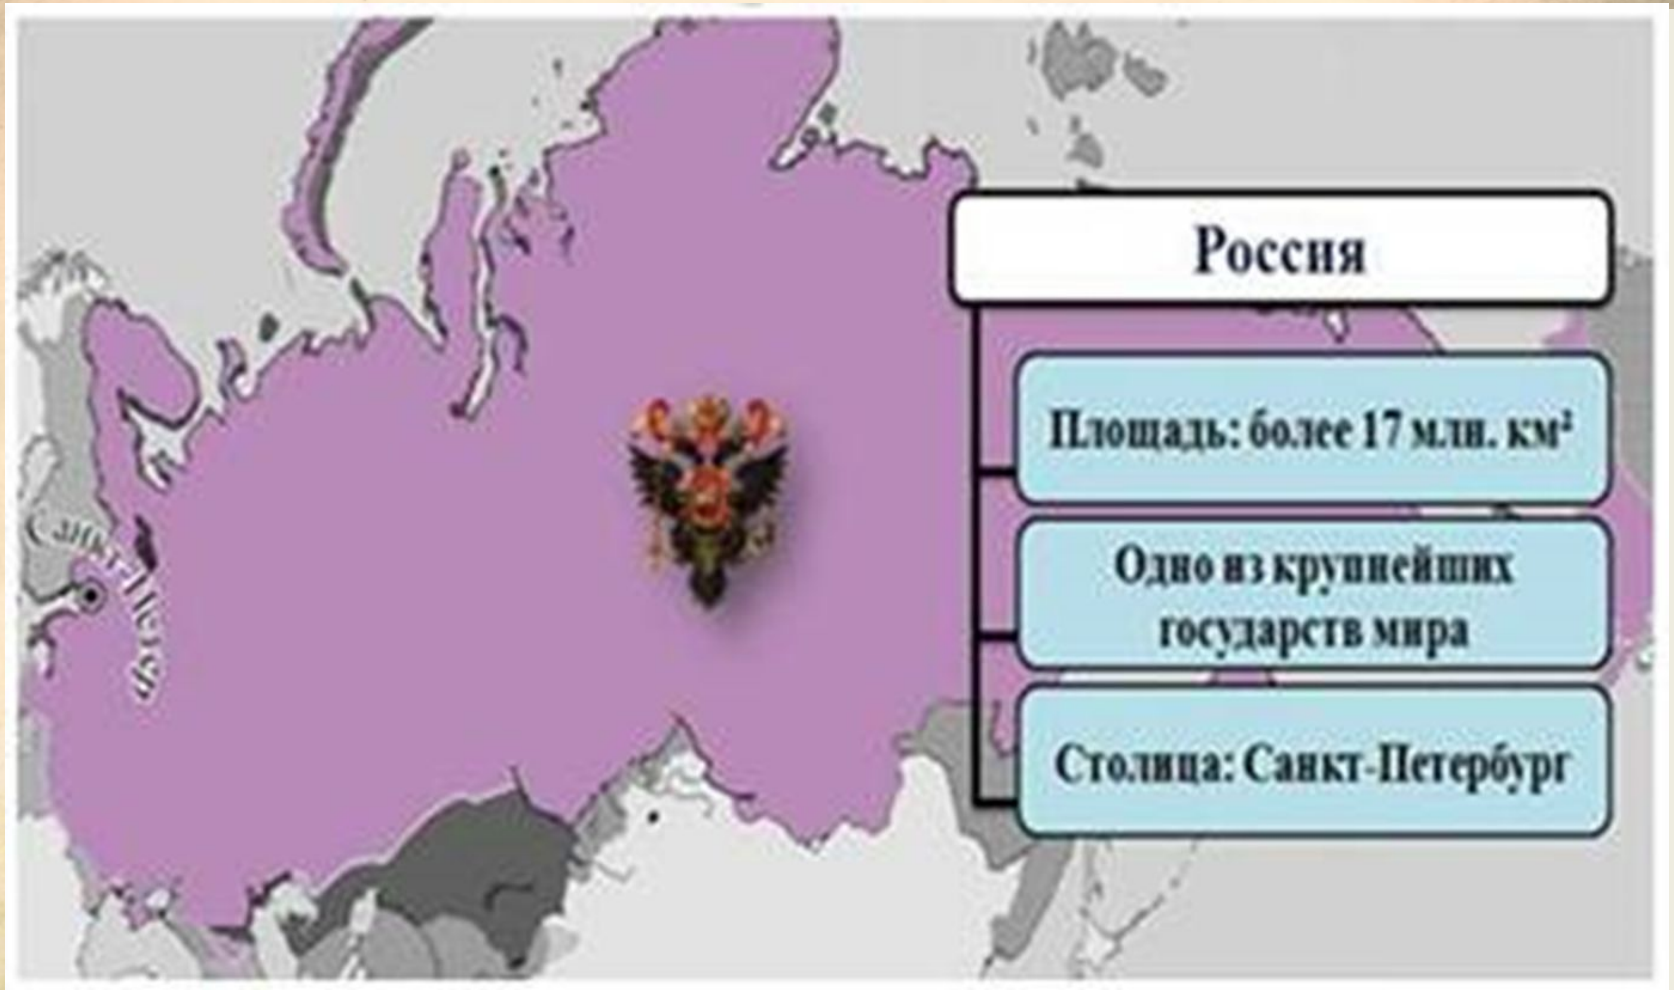 Россия
Площадь: более 17 млн. км²
Одно из крупнейших
государств мира
Столица: Санкт-Петербург
Санкт-Петербург